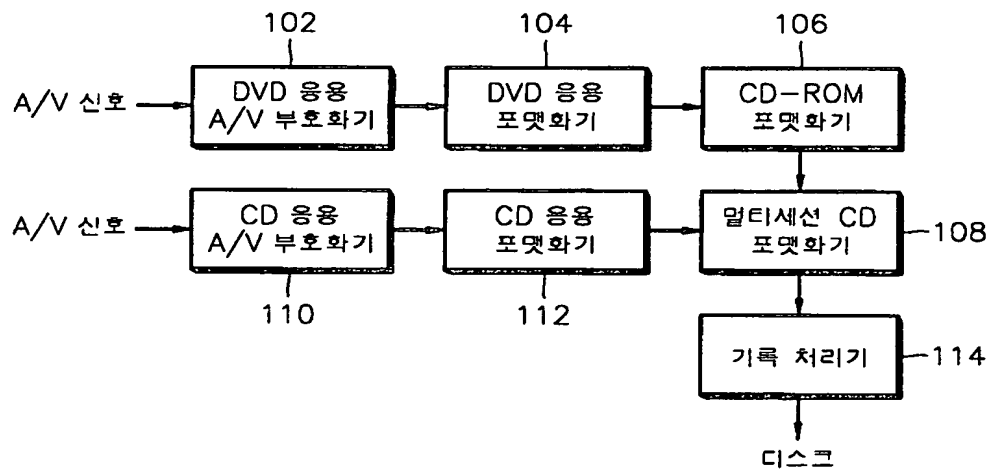 102
104
106
A/V 신호
DVD 응용
A/V 부호화기
DVD 응용
포맷화기
CD-ROM
포맷화기
A/V 신호
CD 응용
A/V 부호화기
CD 응용
포맷화기
멀티세션 CD
포맷화기
108
110
112
기록 처리기
114
디스크